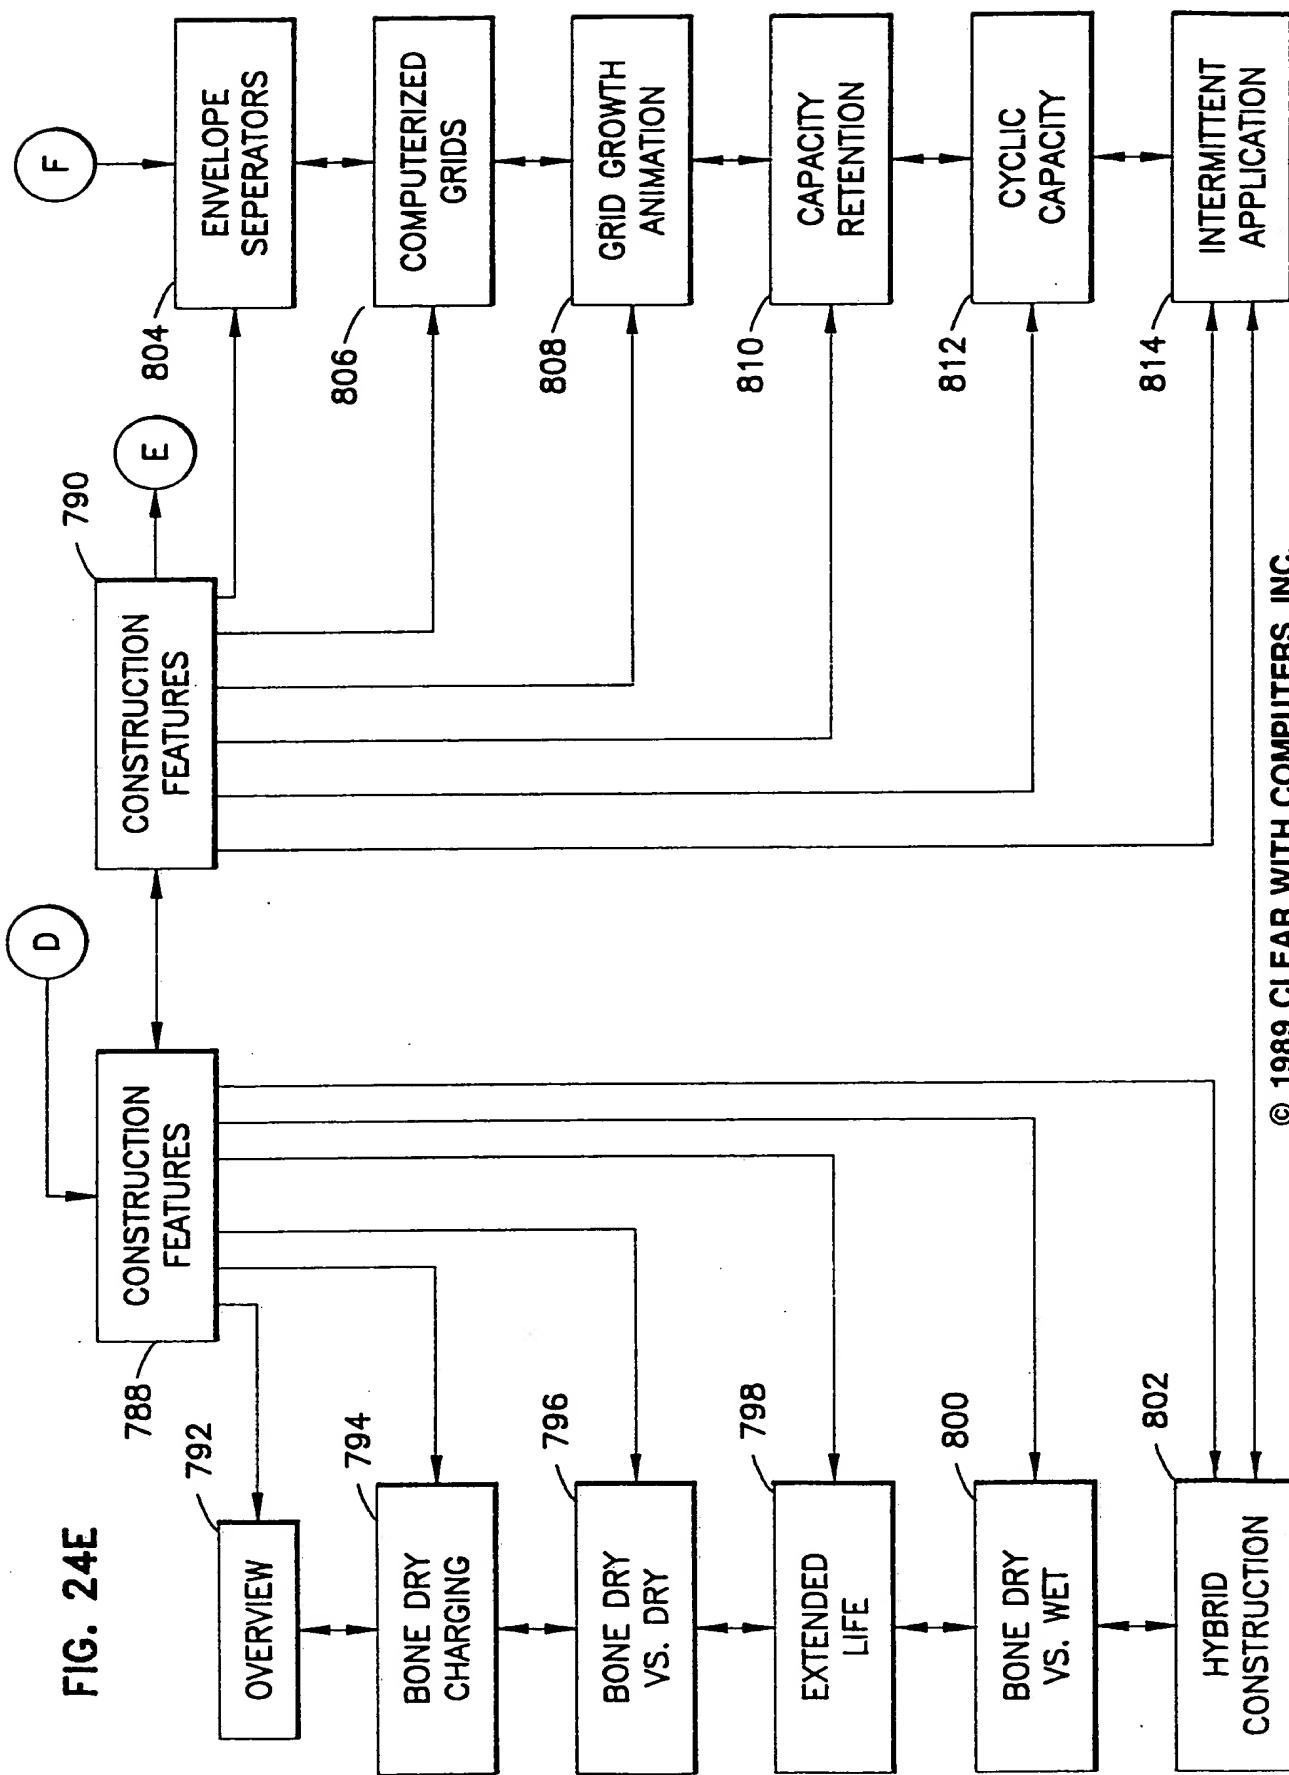 FIG. 24E
D
F
788
CONSTRUCTION
FEATURES
790
CONSTRUCTION
FEATURES
E
792
OVERVIEW
794
BONE DRY
CHARGING
796
BONE DRY
VS. DRY
798
EXTENDED
LIFE
800
BONE DRY
VS. WET
802
HYBRID
CONSTRUCTION
804
ENVELOPE
SEPERATORS
806
COMPUTERIZED
GRIDS
808
GRID GROWTH
ANIMATION
810
CAPACITY
RETENTION
812
CYCLIC
CAPACITY
814
INTERMITTENT
APPLICATION
© 1989 CLEAR WITH COMPUTERS, INC.